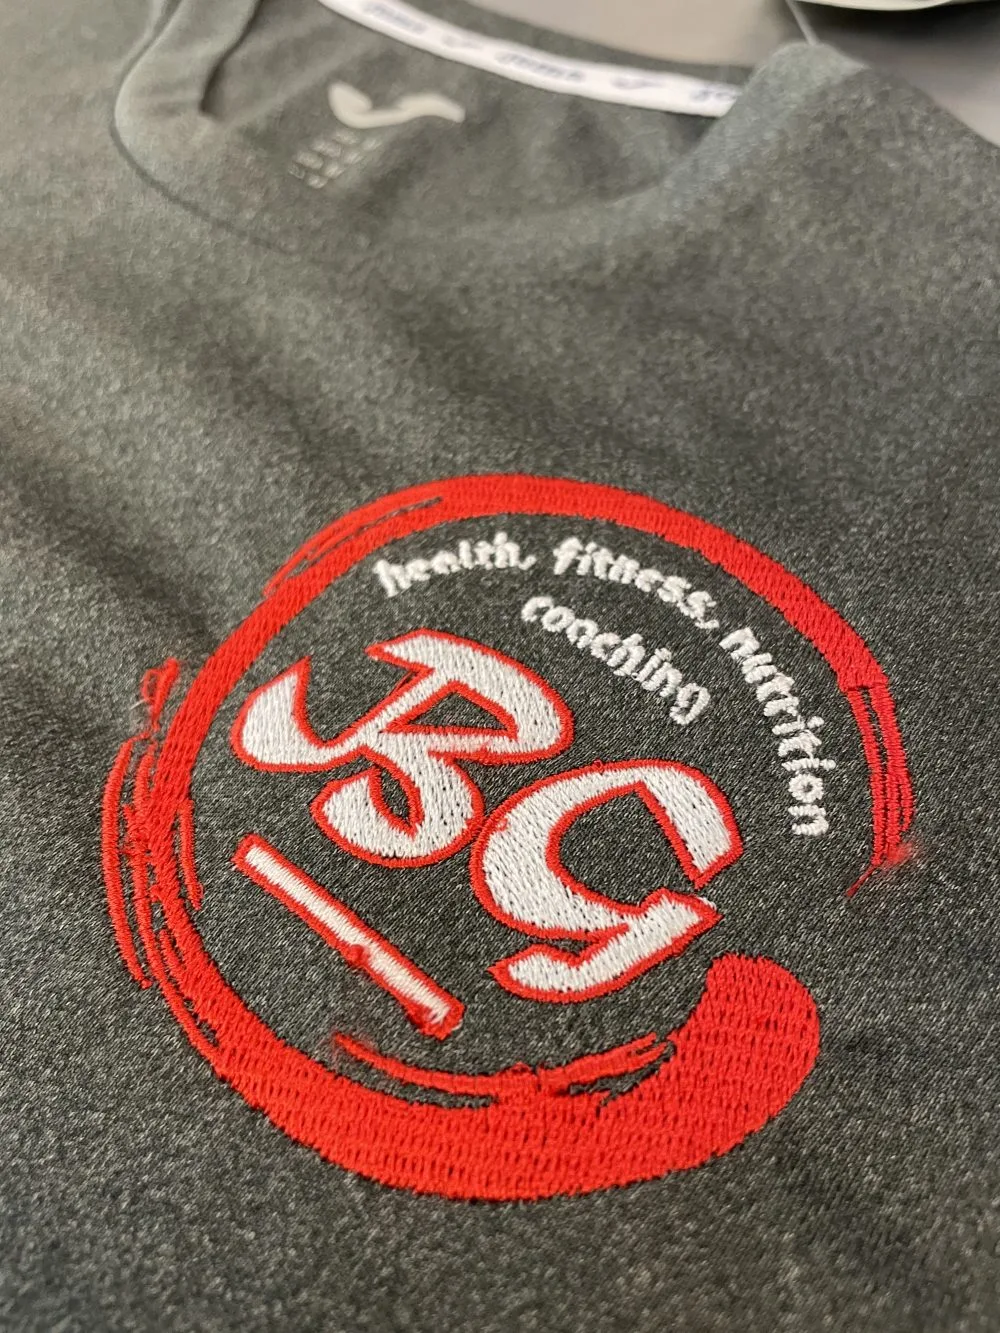 health, fitness, nutrition
coaching
BG